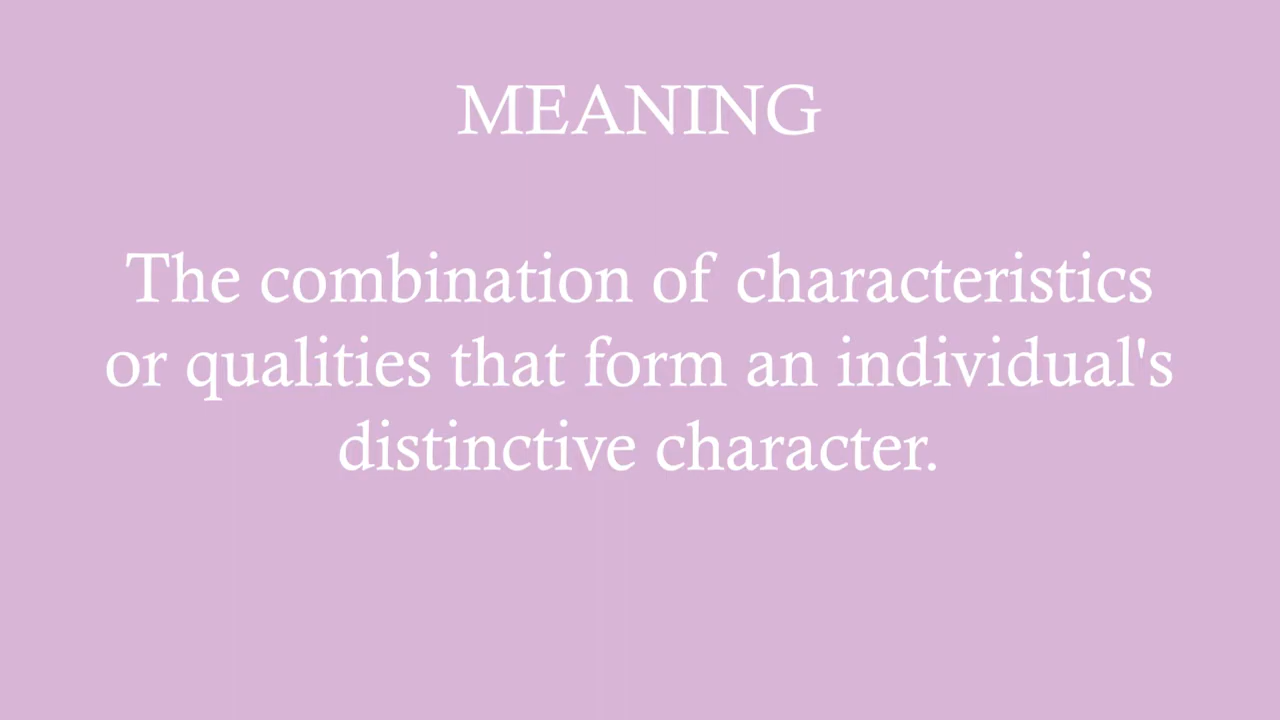 MEANING
The combination of characteristics
or qualities that form an individual's
distinctive character.